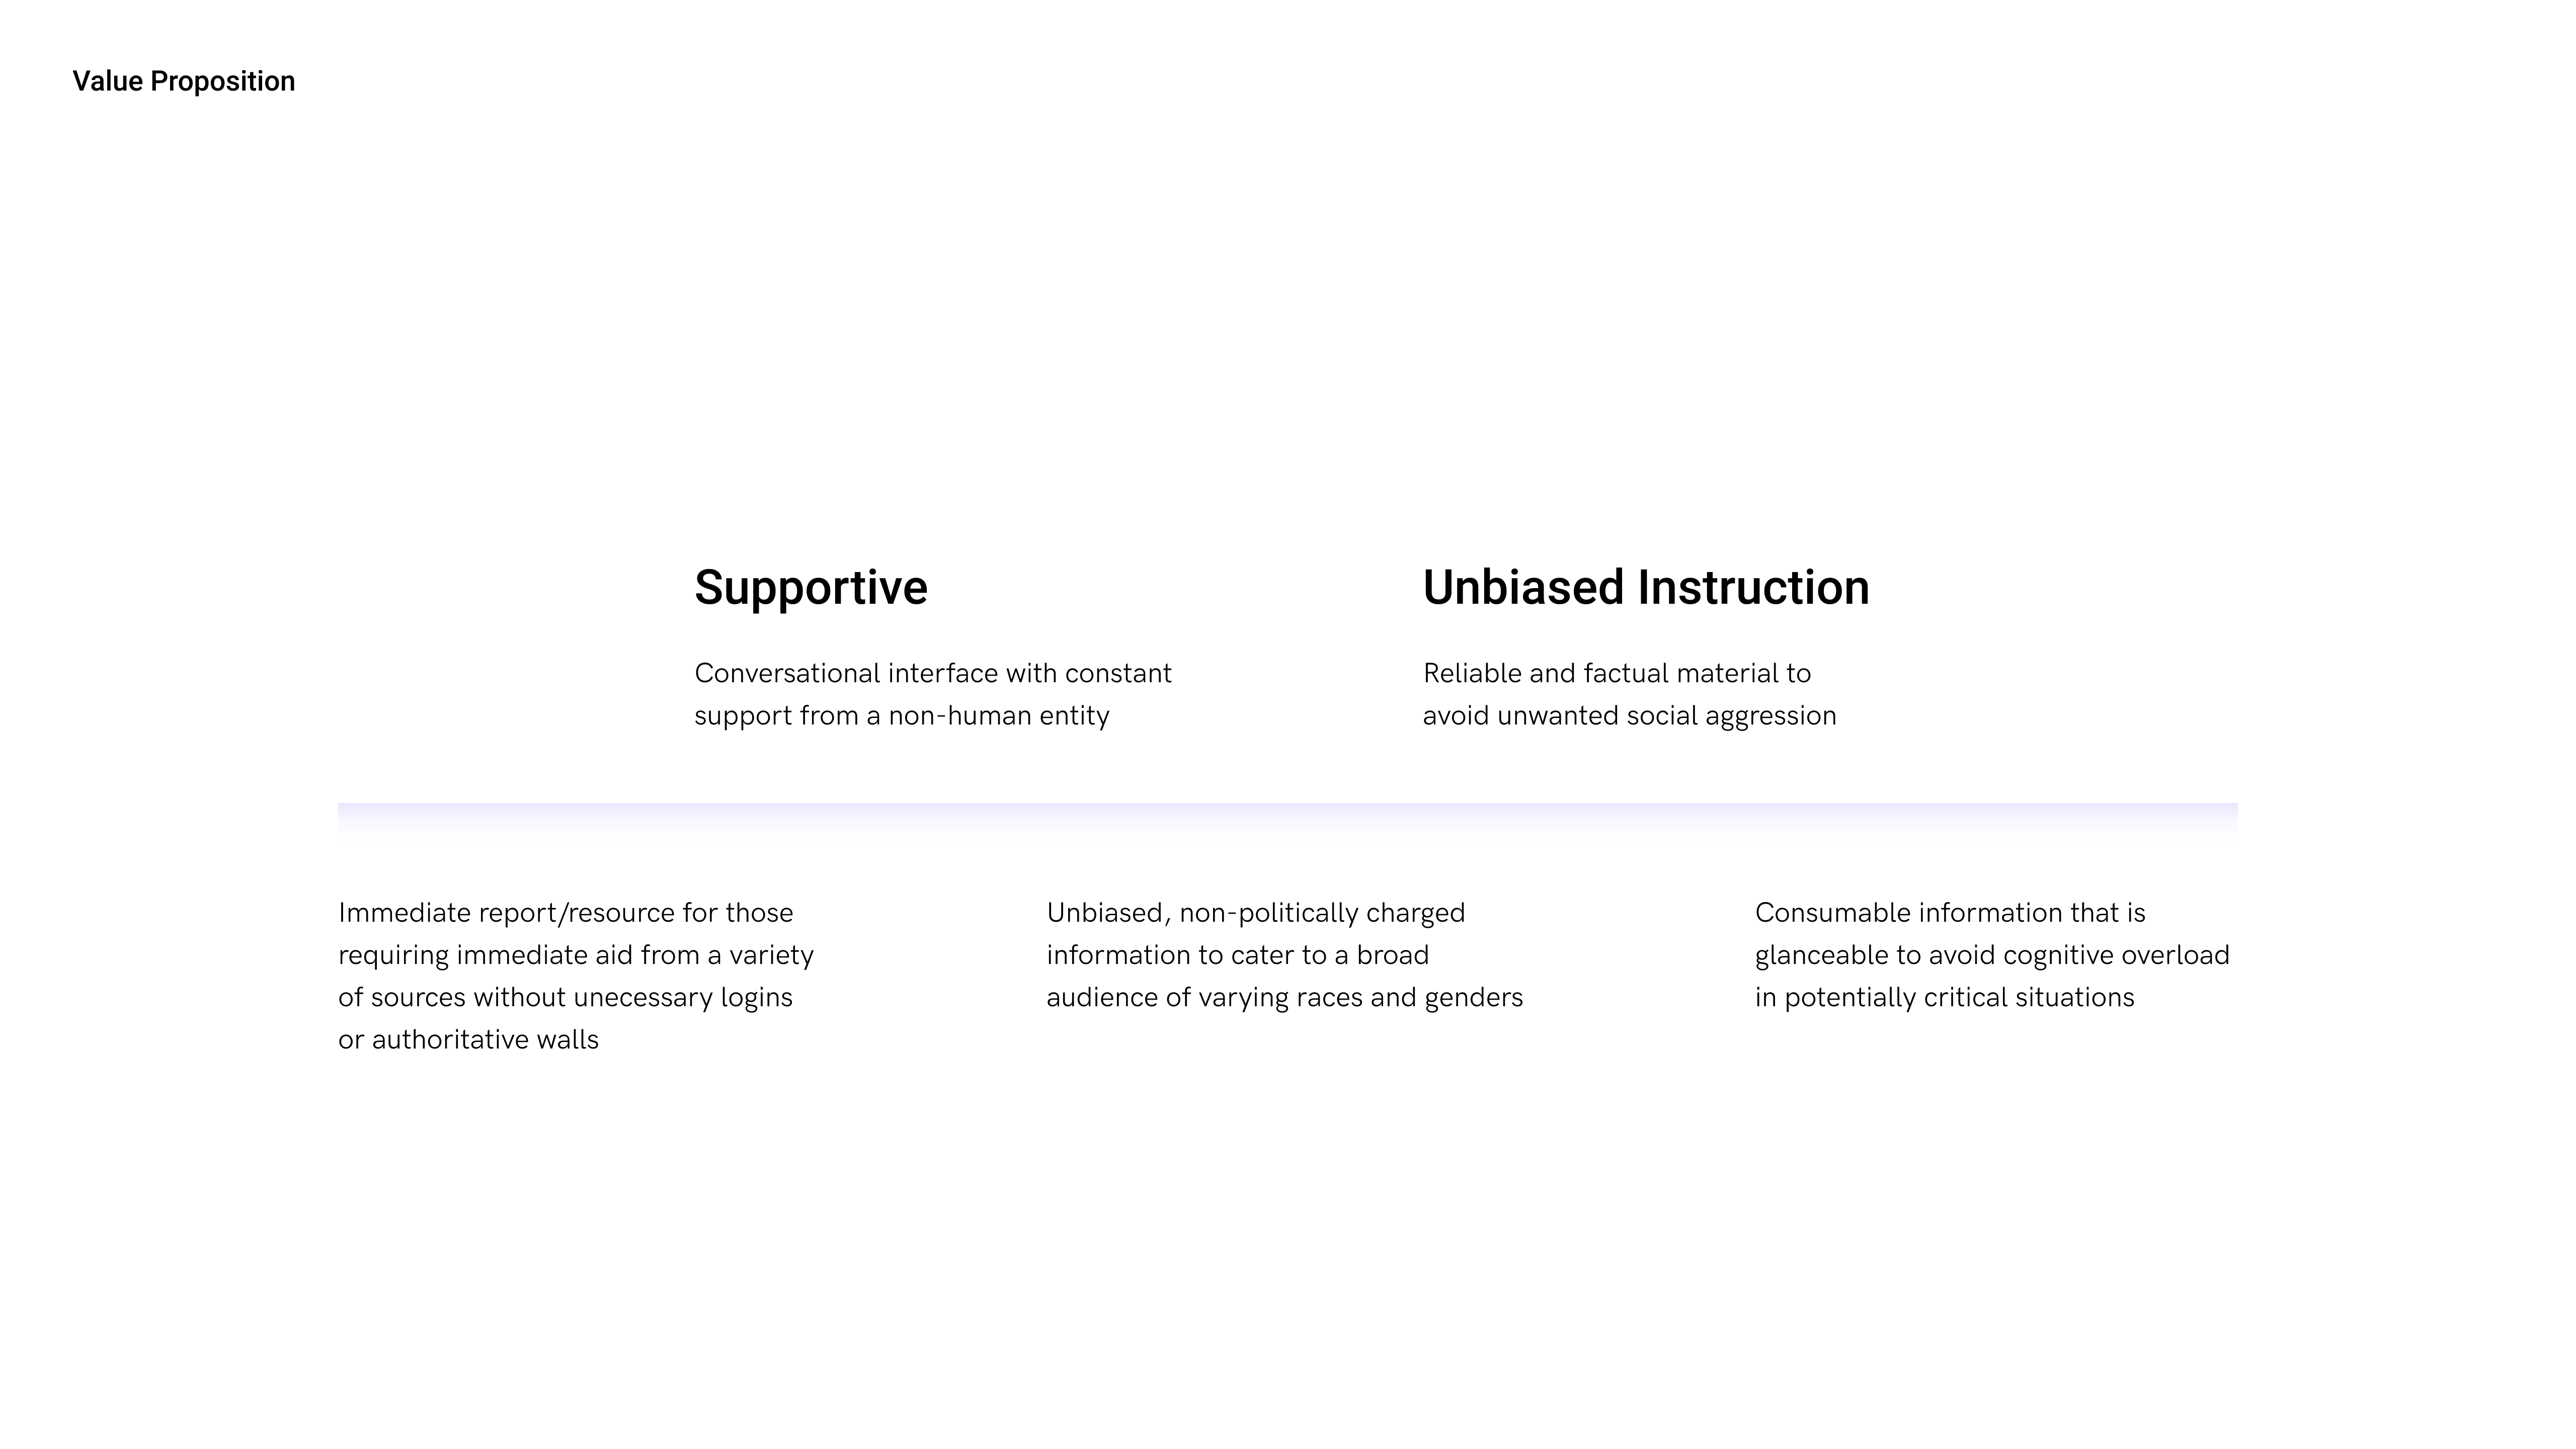 Value Proposition
Supportive
Conversational interface with constant
support from a non-human entity
Unbiased Instruction
Reliable and factual material to
avoid unwanted social aggression
Immediate report/resource for those
requiring immediate aid from a variety
of sources without unecessary logins
or authoritative walls
Unbiased, non-politically charged
information to cater to a broad
audience of varying races and genders
Consumable information that is
glanceable to avoid cognitive overload
in potentially critical situations